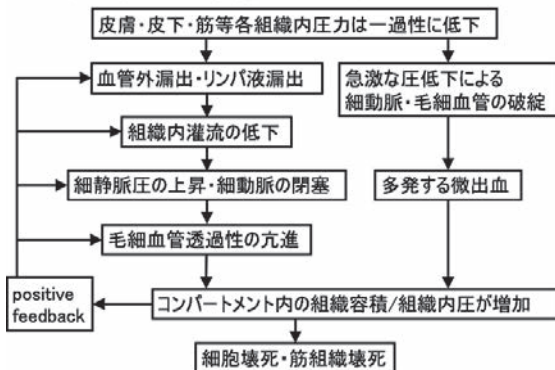 皮膚・皮下・筋等各組織内圧力は一過性に低下
血管外漏出・リンパ液漏出
急激な圧低下による
細動脈・毛細血管の破綻
組織内灌流の低下
細静脈圧の上昇・細動脈の閉塞
多発する微出血
毛細血管透過性の亢進
positive
feedback
コンパートメント内の組織容積/組織内圧が増加
細胞壊死・筋組織壊死